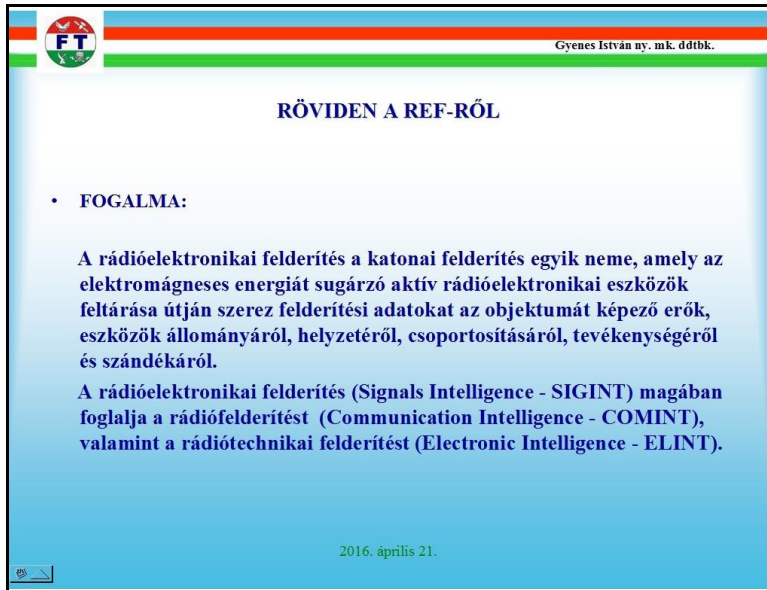 FT
Gyenes István ny. mk. ddtbk.
RÖVIDEN A REF-RŐL
• FOGALMA:
A rádióelektronikai felderítés a katonai felderítés egyik neme, amely az
elektromágneses energiát sugárzó aktív rádióelektronikai eszközök
feltárása útján szerez felderítési adatokat az objektumát képező erők,
eszközök állományáról, helyzetéről, csoportosításáról, tevékenységéről
és szándékáról.
A rádióelektronikai felderítés (Signals Intelligence - SIGINT) magában
foglalja a rádiófelderítést (Communication Intelligence - COMINT),
valamint a rádiótechnikai felderítést (Electronic Intelligence - ELINT).
2016. április 21.